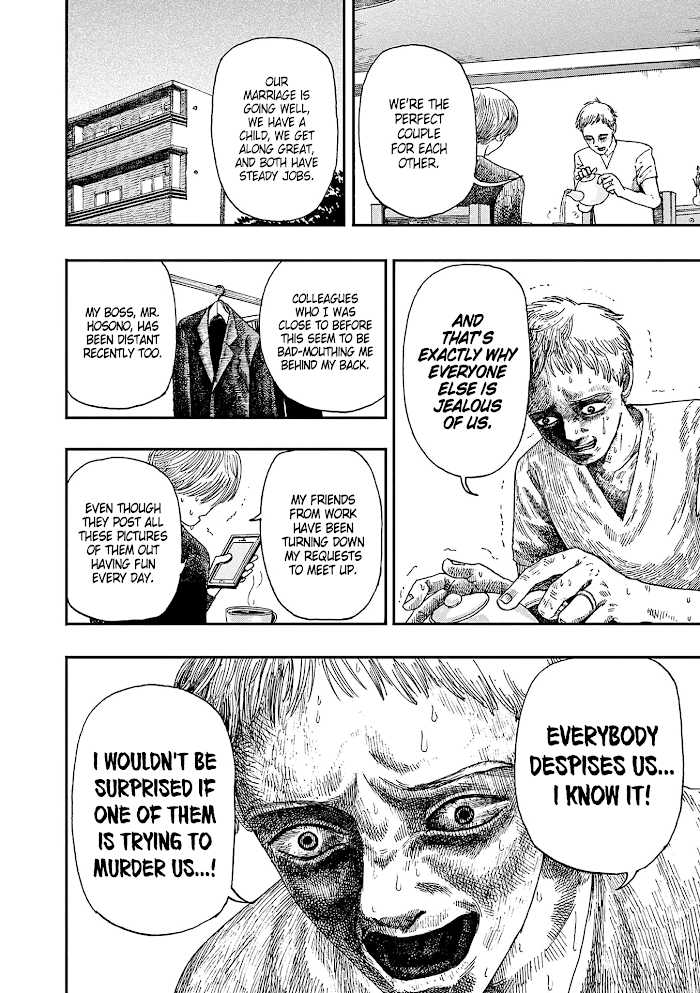 WE'RE THE
PERFECT
COUPLE
FOR EACH
OTHER.
OUR
MARRIAGE IS
GOING WELL,
WE HAVE A
CHILD, WE GET
ALONG GREAT,
AND BOTH HAVE
STEADY JOBS.
AND
THAT'S
EXACTLY WHY
EVERYONE
ELSE IS
JEALOUS
OF US.
COLLEAGUES
WHO I WAS
CLOSE TO BEFORE
THIS SEEM TO BE
BAD-MOUTHING ME
BEHIND MY BACK.
MY BOSS, MR.
HOSONO, HAS
BEEN DISTANT
RECENTLY TOO.
MY FRIENDS
FROM WORK
HAVE BEEN
TURNING DOWN
MY REQUESTS
TO MEET UP.
EVEN THOUGH
THEY POST ALL
THESE PICTURES
OF THEM OUT
HAVING FUN
EVERY DAY.
EVERYBODY
DESPISES US...
I KNOW IT!
I WOULDN'T BE
SURPRISED IF
ONE OF THEM
IS TRYING TO
MURDER US...!